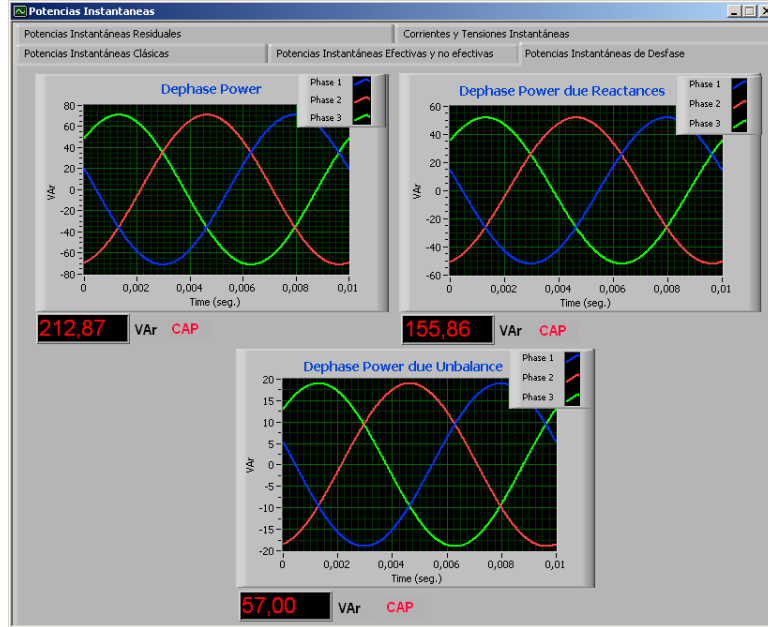 Potencias Instantaneas
Potencias Instantáneas Residuales
Corrientes y Tensiones Instantáneas
Potencias Instantáneas Clásicas
Potencias Instantáneas Efectivas y no efectivas
Potencias Instantáneas de Desfase
Dephase Power
Phase 1
Phase 2
Phase 3
80
60
40
20
0
-20
-40
-60
-80
VAr
0 0,002 0,004 0,006 0,008 0,01
Time (seg.)
212,87 VAr CAP
Dephase Power due Reactances
Phase 1
Phase 2
Phase 3
60
40
20
0
-20
-40
-60
VAr
0 0,002 0,004 0,006 0,008 0,01
Time (seg.)
155,86 VAr CAP
Dephase Power due Unbalance
Phase 1
Phase 2
Phase 3
20
15
10
5
0
-5
-10
-15
-20
VAr
0 0,002 0,004 0,006 0,008 0,01
Time (seg.)
57,00 VAr CAP